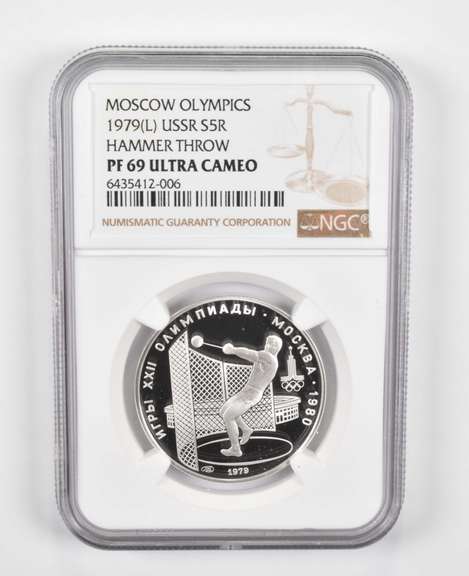 MOSCOW OLYMPICS
1979(L) USSR S5R
HAMMER THROW
PF 69 ULTRA CAMEO
6435412-006
NUMISMATIC GUARANTY CORPORATION
NGC®
ИГРЫ XXII ОЛИМПИАДЫ • МОСКВА • 1980
1979